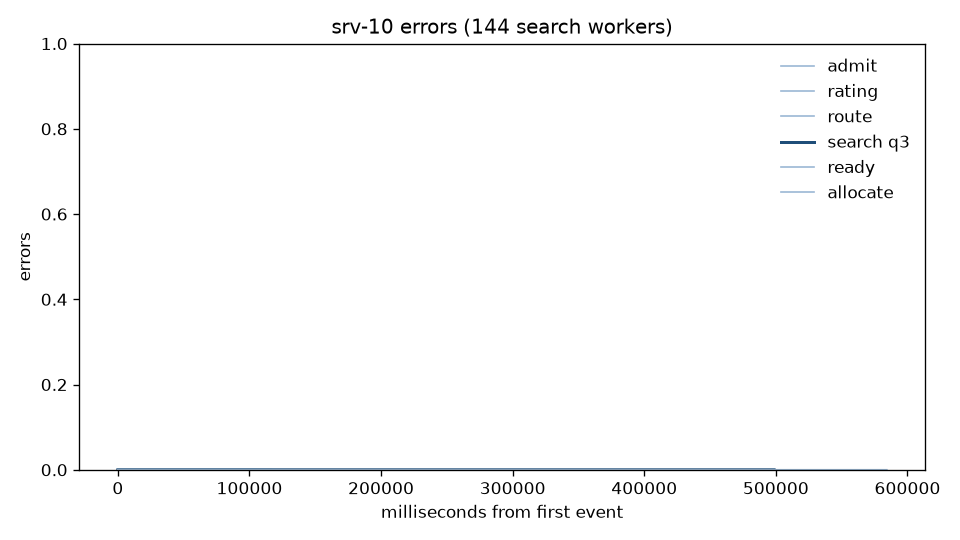 srv-10 errors (144 search workers)
1.0
0.8
0.6
0.4
0.2
0.0
errors
admit
rating
route
search q3
ready
allocate
0 100000 200000 300000 400000 500000 600000
milliseconds from first event